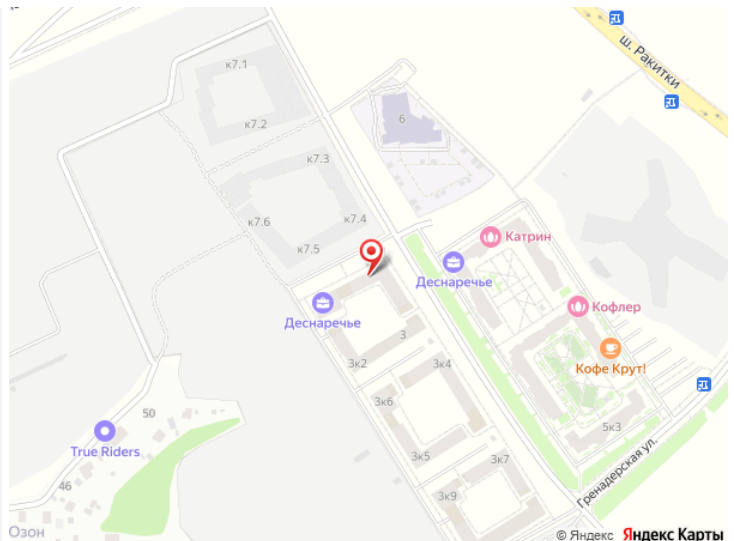 к7.1
ш. Ракитки
к7.2
6
к7.3
к7.6
к7.4
Катрин
к7.5
Деснаречье
Кофлер
Деснаречье
3
3к2
3к4
Кофе Крут!
3к6
50
5к3
True Riders
3к5
3к7
Гренадерская ул.
46
3к9
Озон
© Яндекс Яндекс Карты